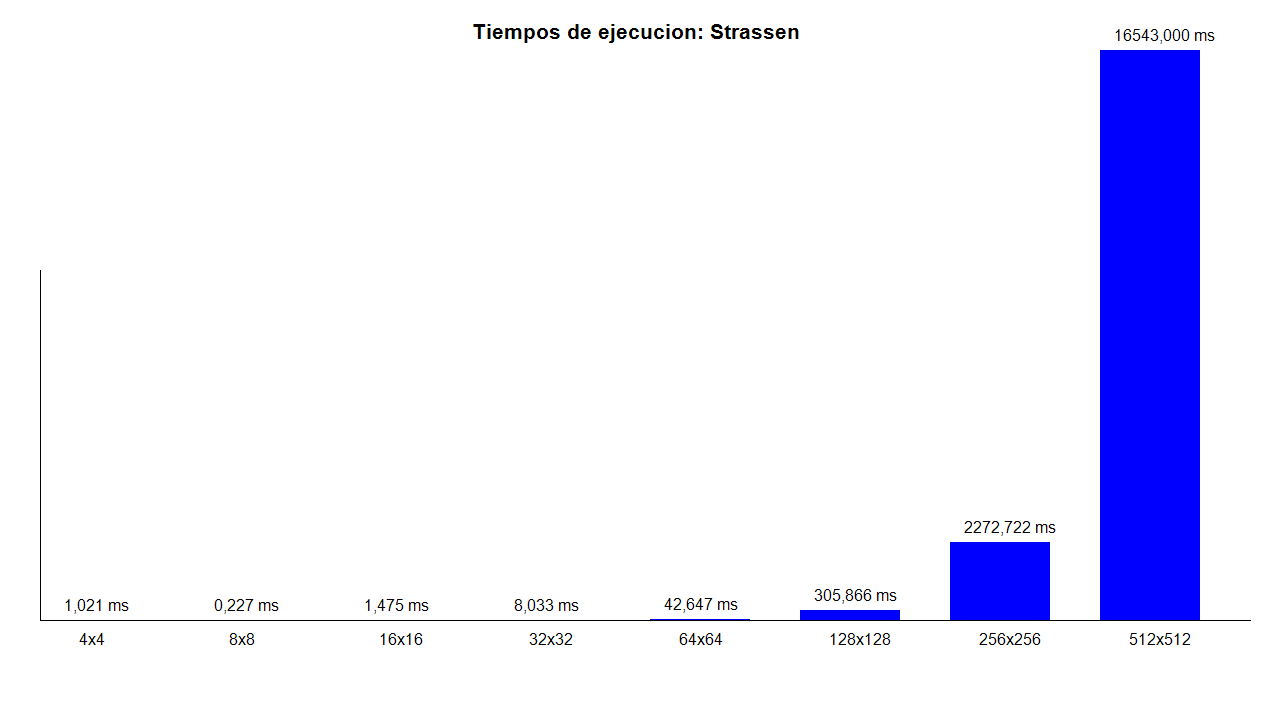 Tiempos de ejecucion: Strassen
16543,000 ms
2272,722 ms
305,866 ms
1,021 ms
0,227 ms
1,475 ms
8,033 ms
42,647 ms
4x4
8x8
16x16
32x32
64x64
128x128
256x256
512x512